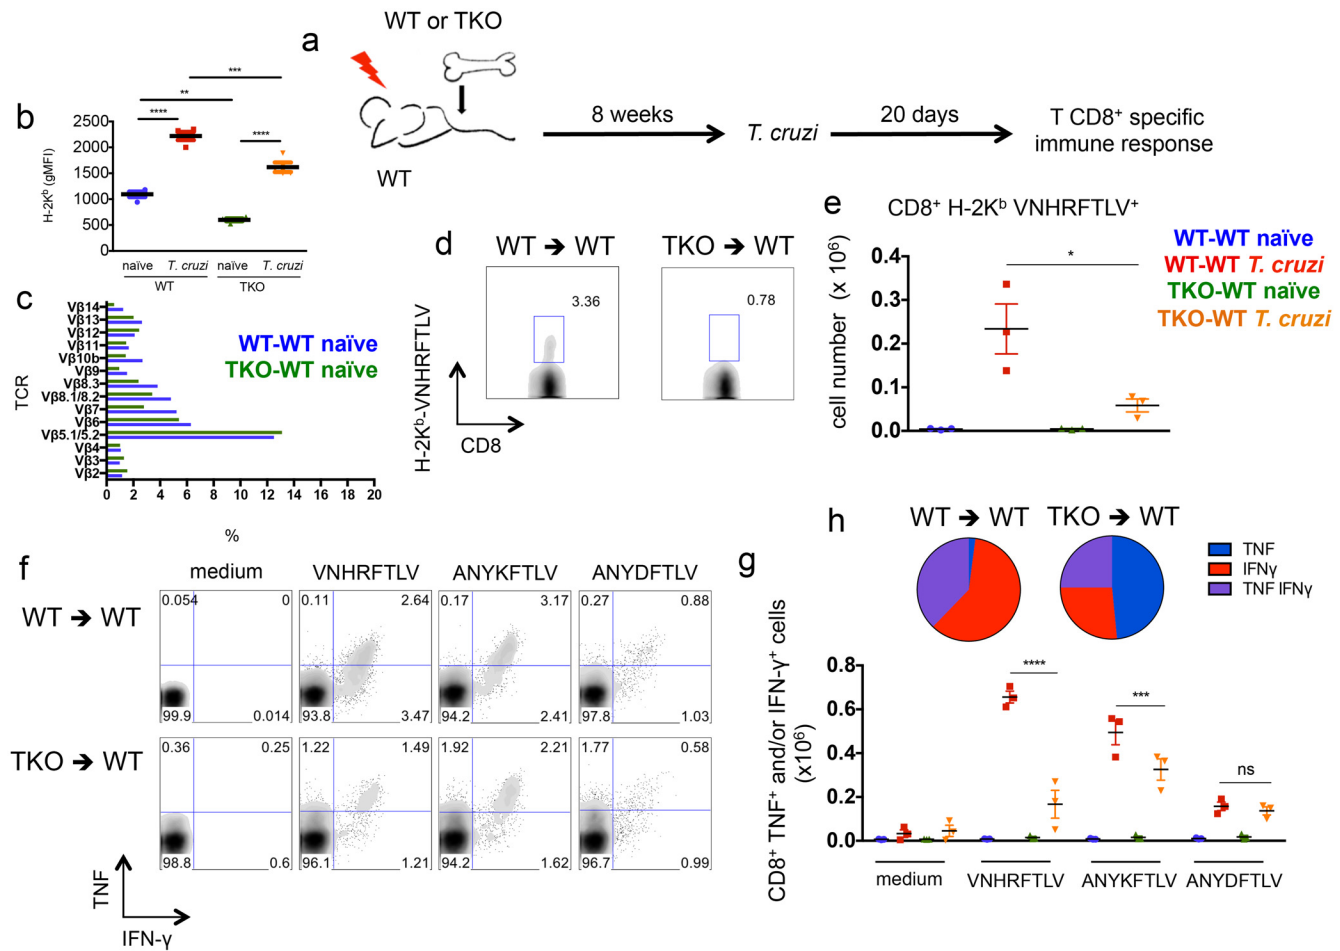 a
WT or TKO
WT
8 weeks
T. cruzi
20 days
T CD8⁺ specific
immune response
b
***
**
****
****
H-2Kᵇ (gMFI)
2500
2000
1500
1000
500
0
naïve
T. cruzi
naïve
T. cruzi
WT
TKO
c
TCR
Vβ14
Vβ13
Vβ12
Vβ11
Vβ10b
Vβ9
Vβ8.3
Vβ8.1/8.2
Vβ7
Vβ6
Vβ5.1/5.2
Vβ4
Vβ3
Vβ2
WT-WT naïve
TKO-WT naïve
0 2 4 6 8 10 12 14 16 18 20
%
d
WT ➔ WT
TKO ➔ WT
3.36
0.78
H-2Kᵇ-VNHRFTLV
CD8
e
CD8⁺ H-2Kᵇ VNHRFTLV⁺
cell number (x 10⁶)
0.4
0.3
0.2
0.1
0.0
*
WT-WT naïve
WT-WT T. cruzi
TKO-WT naïve
TKO-WT T. cruzi
f
medium
VNHRFTLV
ANYKFTLV
ANYDFTLV
WT ➔ WT
0.054 0
99.9 0.014
0.11 2.64
93.8 3.47
0.17 3.17
94.2 2.41
0.27 0.88
97.8 1.03
TKO ➔ WT
0.36 0.25
98.8 0.6
1.22 1.49
96.1 1.21
1.92 2.21
94.2 1.62
1.77 0.58
96.7 0.99
TNF
IFN-γ
h
WT ➔ WT
TKO ➔ WT
TNF
IFNγ
TNF IFNγ
g
CD8⁺ TNF⁺ and/or IFN-γ⁺ cells
(x10⁶)
0.8
0.6
0.4
0.2
0.0
****
***
ns
medium
VNHRFTLV
ANYKFTLV
ANYDFTLV